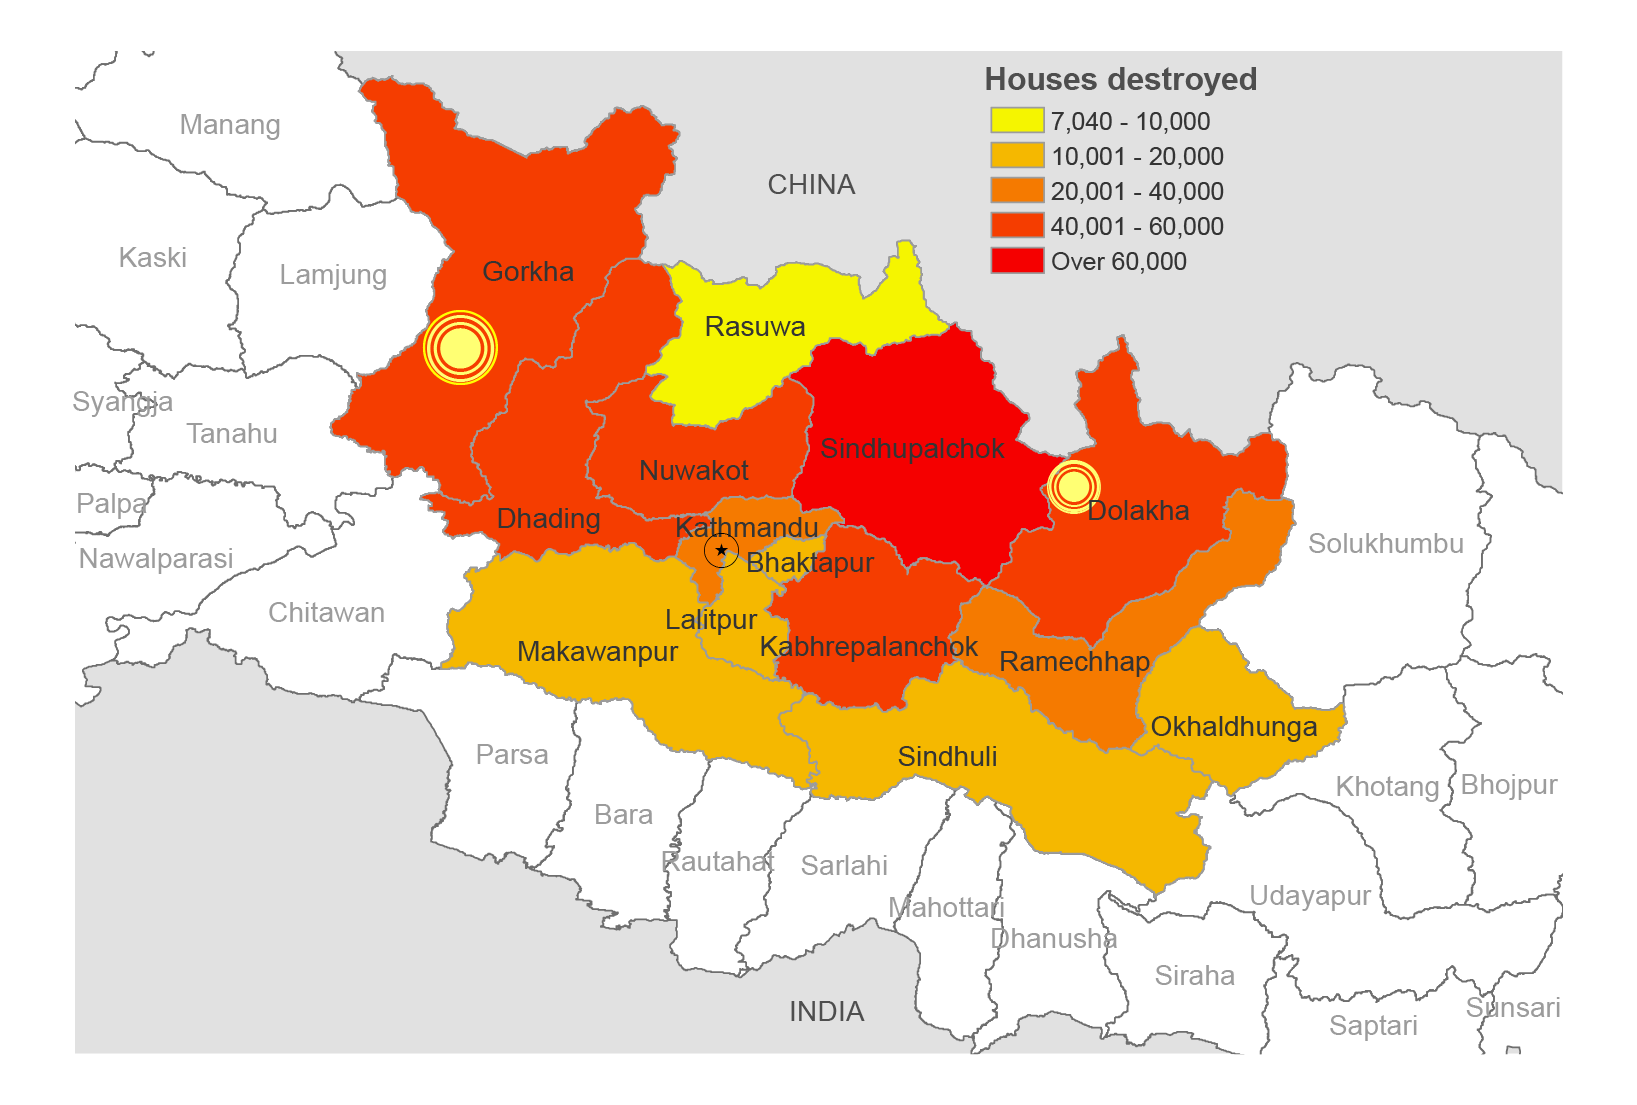 Houses destroyed
7,040 - 10,000
10,001 - 20,000
20,001 - 40,000
40,001 - 60,000
Over 60,000
Manang
CHINA
Kaski
Lamjung
Gorkha
Rasuwa
Syangja
Tanahu
Sindhupalchok
Nuwakot
Palpa
Dhading
Dolakha
Kathmandu
Nawalparasi
Solukhumbu
Bhaktapur
Chitawan
Lalitpur
Makawanpur
Kabhrepalanchok
Ramechhap
Okhaldhunga
Parsa
Sindhuli
Khotang
Bhojpur
Bara
Rautahat
Sarlahi
Udayapur
Mahottari
Dhanusha
Siraha
INDIA
Saptari
Sunsari